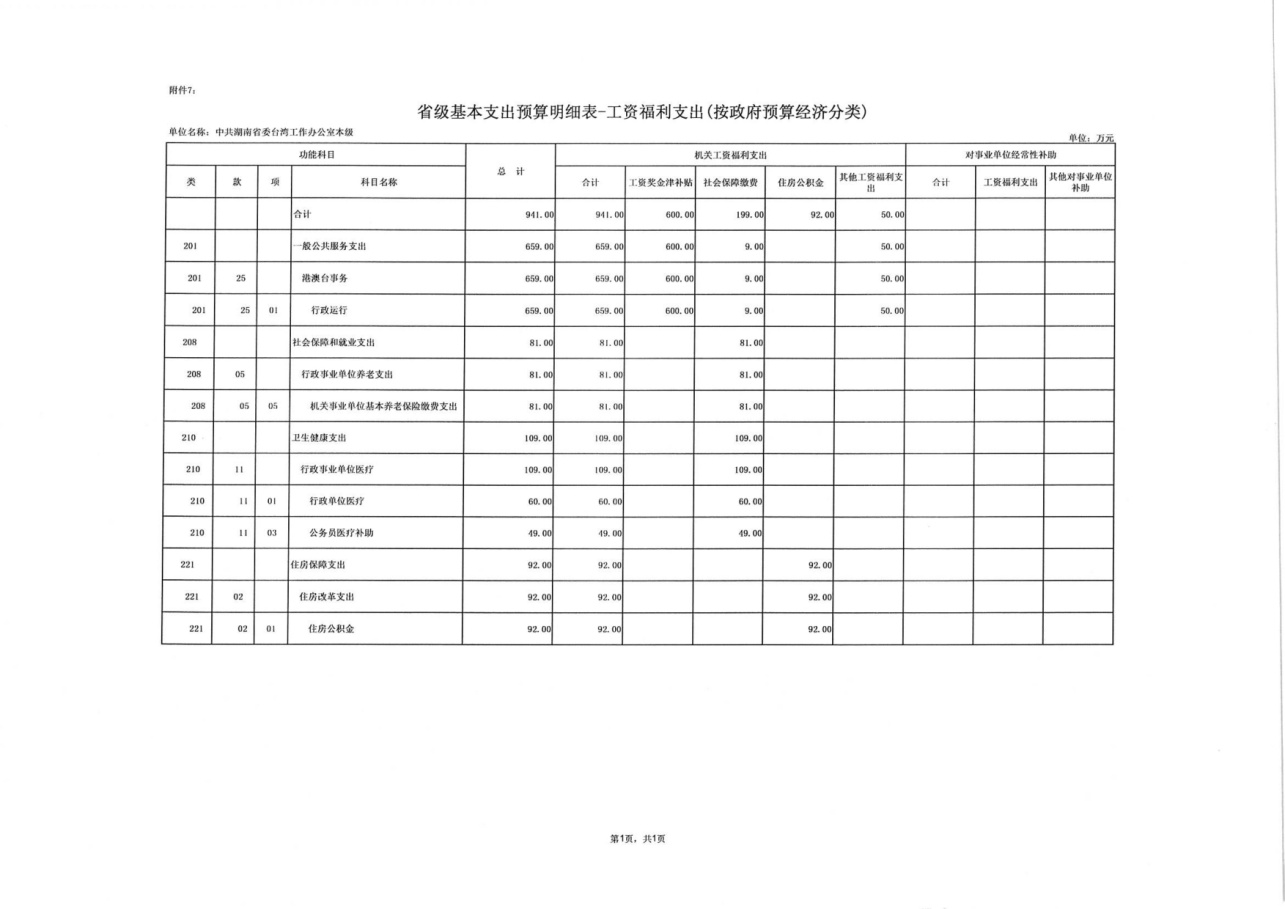 附件7：
省级基本支出预算明细表-工资福利支出(按政府预算经济分类)
单位名称：中共湖南省委台湾工作办公室本级
单位：万元
功能科目 总 计 机关工资福利支出 对事业单位经常性补助
类 款 项 科目名称 合计 工资奖金津补贴 社会保障缴费 住房公积金 其他工资福利支出 合计 工资福利支出 其他对事业单位补助
合计 941.00 941.00 600.00 199.00 92.00 50.00
201 一般公共服务支出 659.00 659.00 600.00 9.00 50.00
201 25 港澳台事务 659.00 659.00 600.00 9.00 50.00
201 25 01 行政运行 659.00 659.00 600.00 9.00 50.00
208 社会保障和就业支出 81.00 81.00 81.00
208 05 行政事业单位养老支出 81.00 81.00 81.00
208 05 05 机关事业单位基本养老保险缴费支出 81.00 81.00 81.00
210 卫生健康支出 109.00 109.00 109.00
210 11 行政事业单位医疗 109.00 109.00 109.00
210 11 01 行政单位医疗 60.00 60.00 60.00
210 11 03 公务员医疗补助 49.00 49.00 49.00
221 住房保障支出 92.00 92.00 92.00
221 02 住房改革支出 92.00 92.00 92.00
221 02 01 住房公积金 92.00 92.00 92.00
第1页，共1页